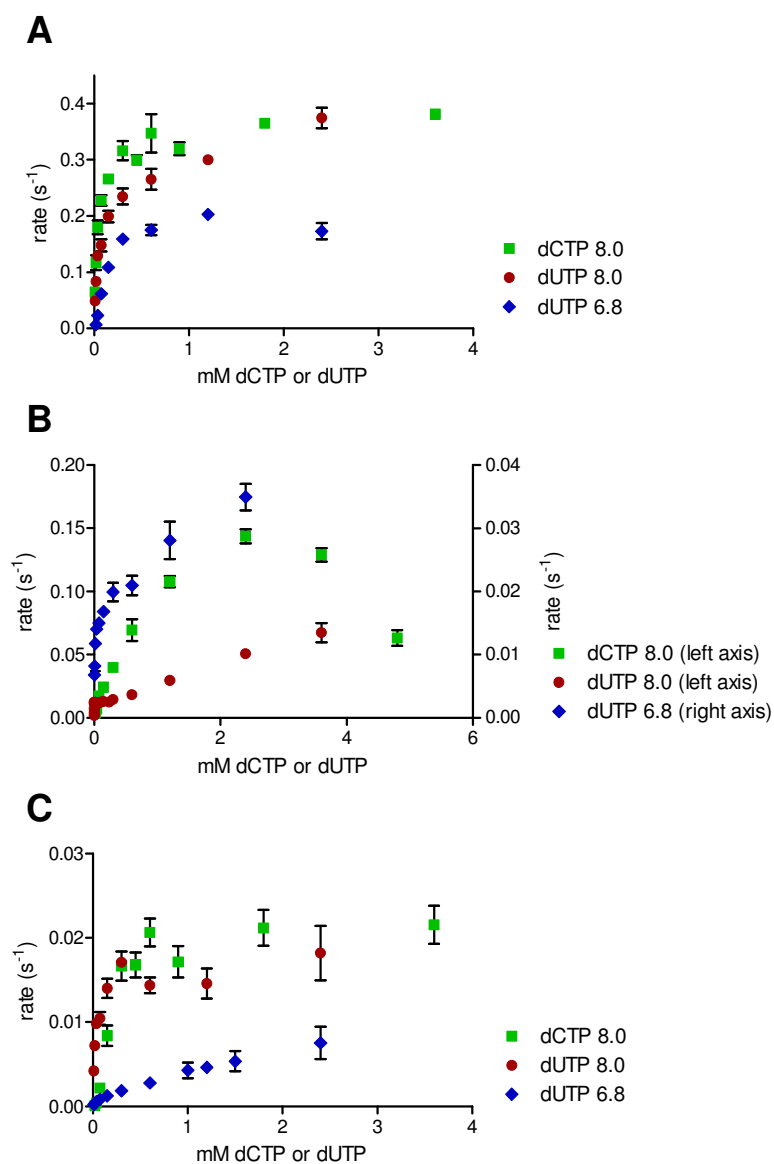 A
0.4
0.3
0.2
0.1
0.0
rate (s-1)
0 1 2 3 4
mM dCTP or dUTP
dCTP 8.0
dUTP 8.0
dUTP 6.8
B
0.20
0.15
0.10
0.05
0.00
rate (s-1)
0 2 4 6
mM dCTP or dUTP
0.04
0.03
0.02
0.01
0.00
rate (s-1)
dCTP 8.0 (left axis)
dUTP 8.0 (left axis)
dUTP 6.8 (right axis)
C
0.03
0.02
0.01
0.00
rate (s-1)
0 1 2 3 4
mM dCTP or dUTP
dCTP 8.0
dUTP 8.0
dUTP 6.8